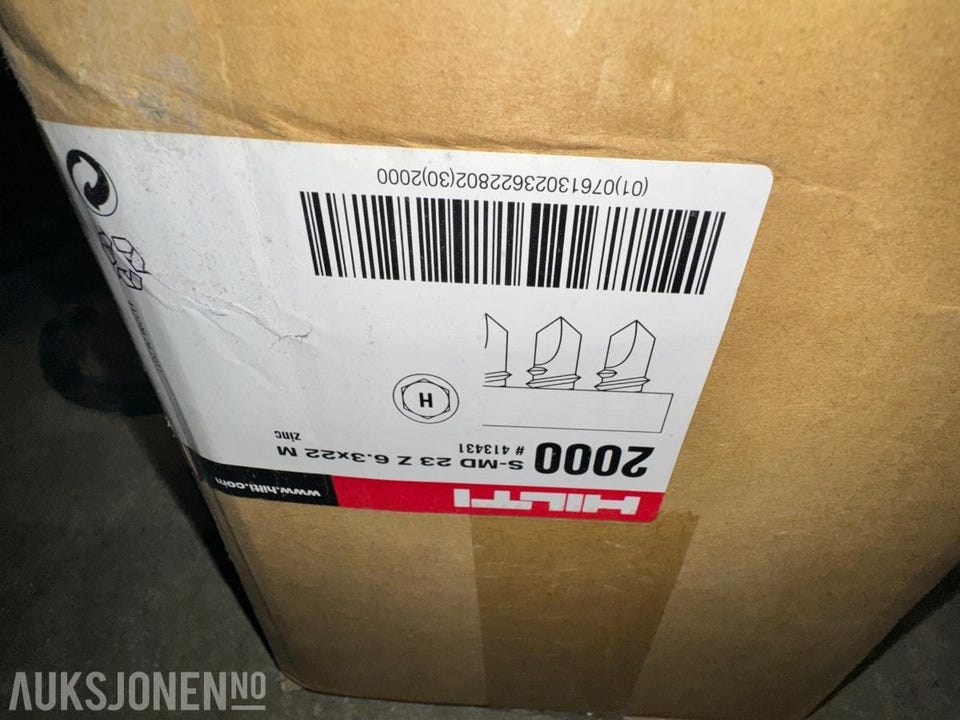 HILTI
www.hilti.com
2000 S-MD 23 Z 6.3x22 M
# 413431
zinc
H
(01)07613023622802(30)2000
AUKSJONEN.NO